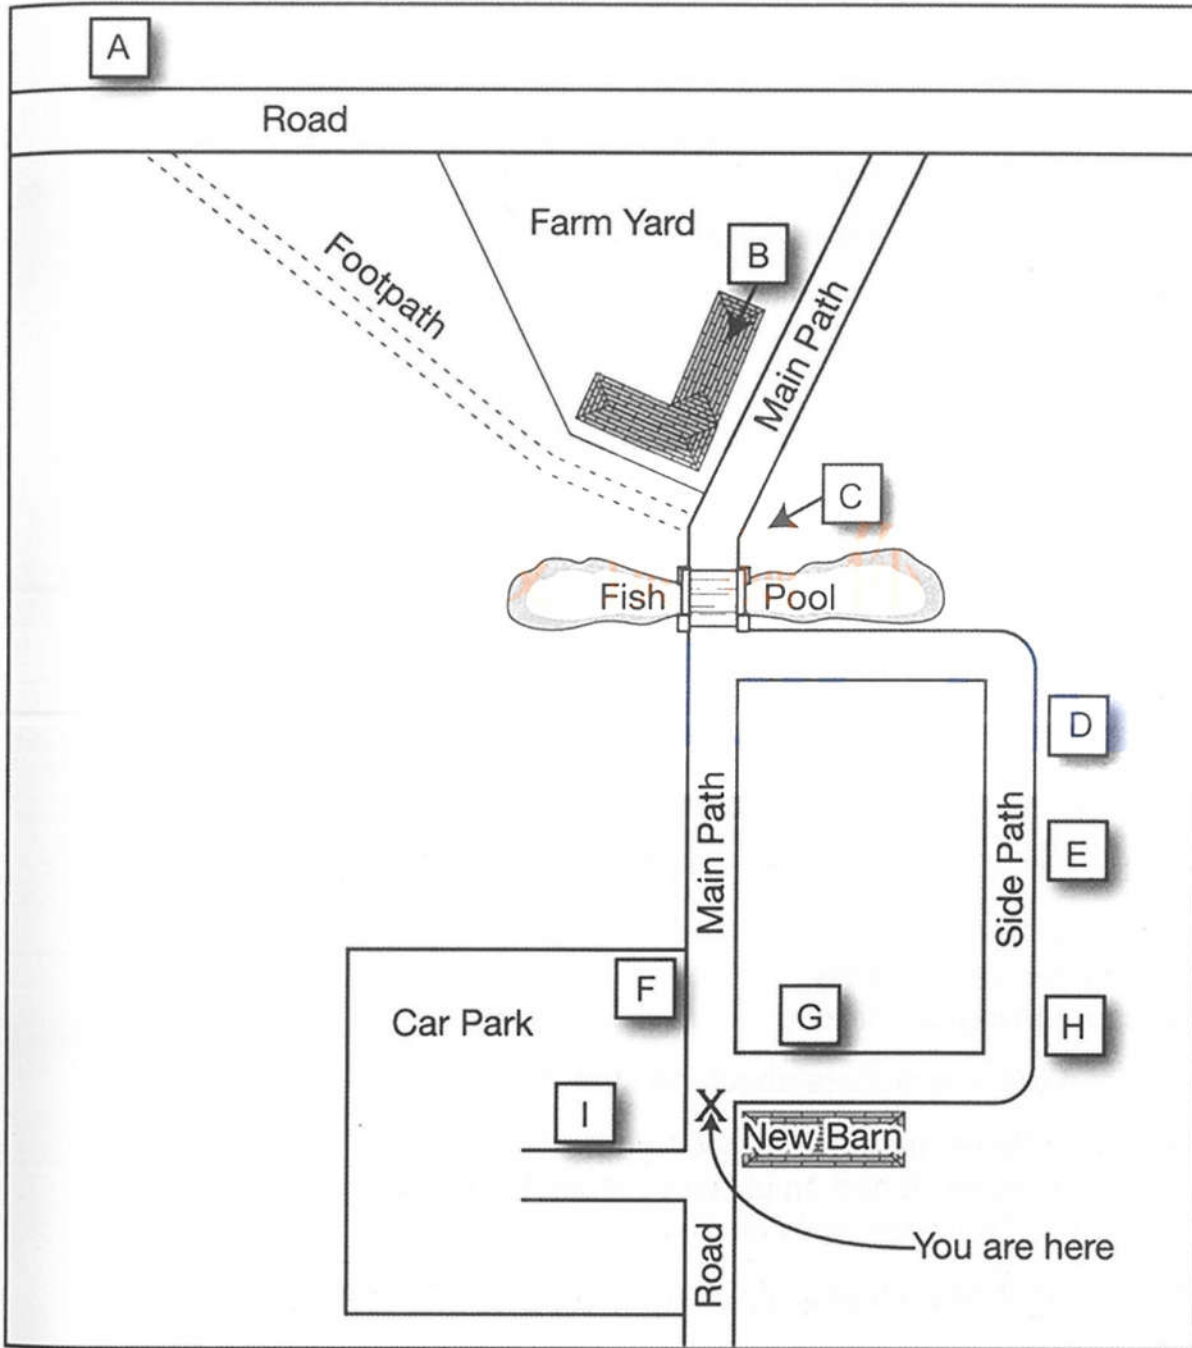 A
Road
Farm Yard
B
Footpath
Main Path
C
Fish Pool
D
Main Path
Side Path
E
F
Car Park
G
H
I
X
New Barn
You are here
Road